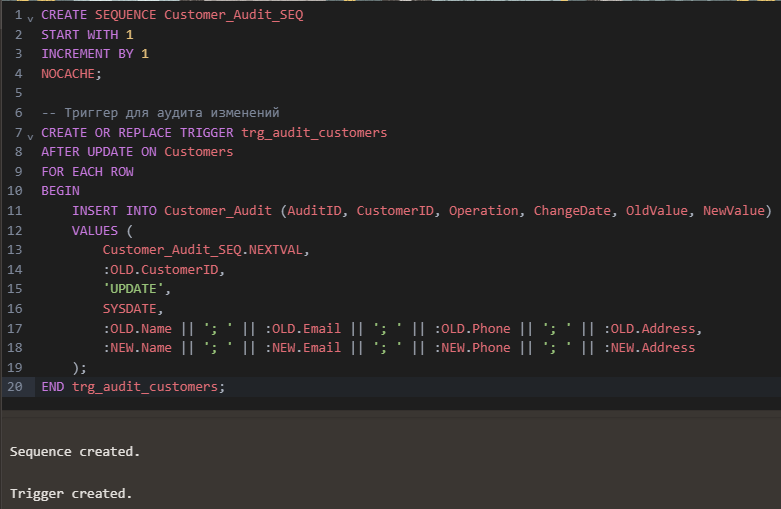 1 CREATE SEQUENCE Customer_Audit_SEQ
2 START WITH 1
3 INCREMENT BY 1
4 NOCACHE;
5
6 -- Триггер для аудита изменений
7 CREATE OR REPLACE TRIGGER trg_audit_customers
8 AFTER UPDATE ON Customers
9 FOR EACH ROW
10 BEGIN
11 INSERT INTO Customer_Audit (AuditID, CustomerID, Operation, ChangeDate, OldValue, NewValue)
12 VALUES (
13 Customer_Audit_SEQ.NEXTVAL,
14 :OLD.CustomerID,
15 'UPDATE',
16 SYSDATE,
17 :OLD.Name || '; ' || :OLD.Email || '; ' || :OLD.Phone || '; ' || :OLD.Address,
18 :NEW.Name || '; ' || :NEW.Email || '; ' || :NEW.Phone || '; ' || :NEW.Address
19 );
20 END trg_audit_customers;
Sequence created.
Trigger created.